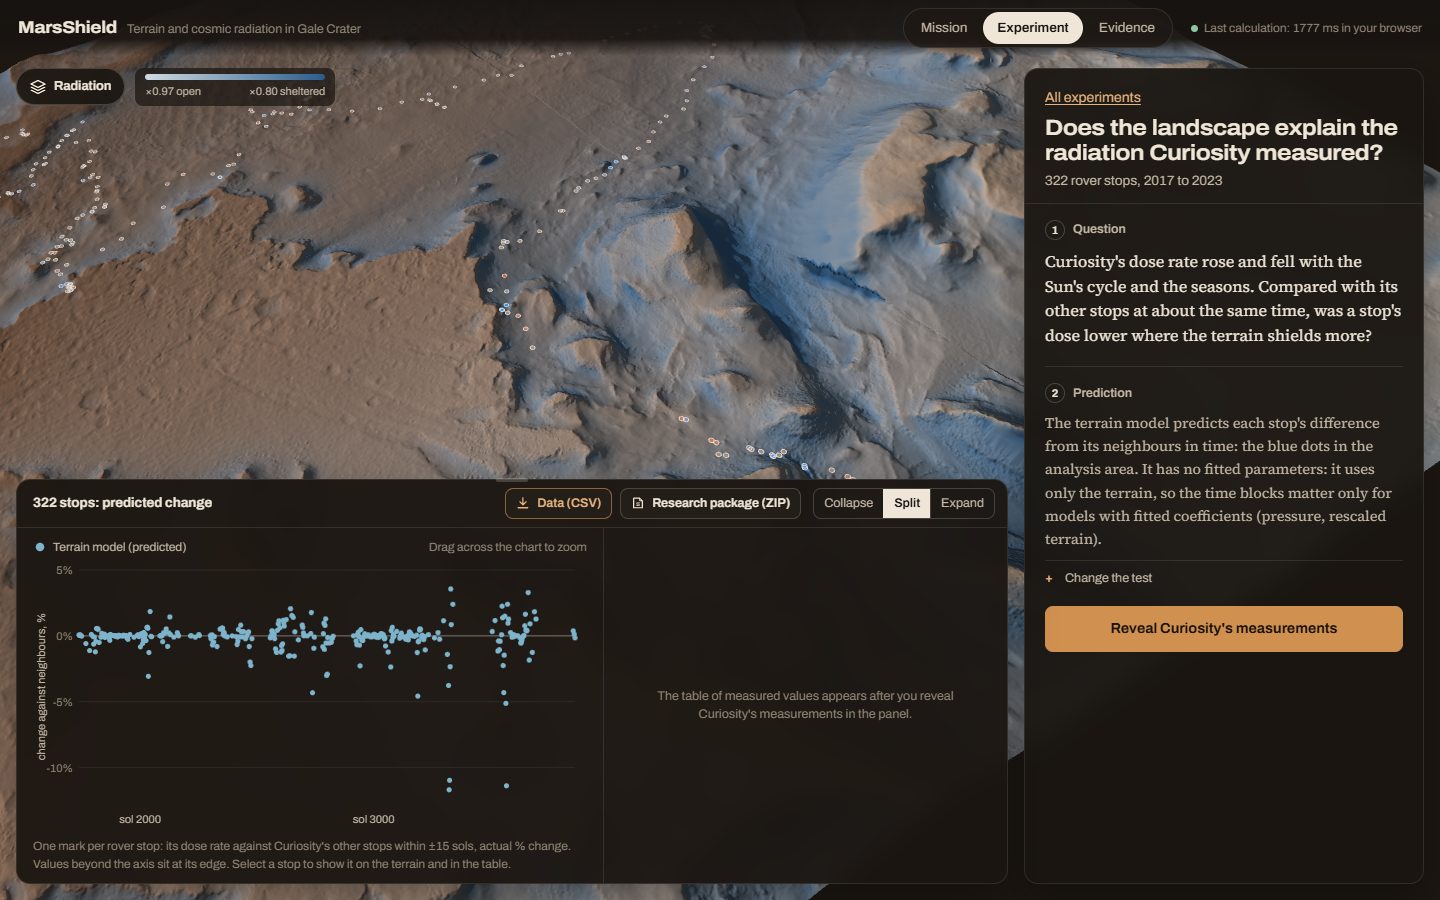 MarsShield Terrain and cosmic radiation in Gale Crater
Mission Experiment Evidence
Last calculation: 1777 ms in your browser
Radiation
×0.97 open ×0.80 sheltered
All experiments
Does the landscape explain the
radiation Curiosity measured?
322 rover stops, 2017 to 2023
1 Question
Curiosity's dose rate rose and fell with the
Sun's cycle and the seasons. Compared with its
other stops at about the same time, was a stop's
dose lower where the terrain shields more?
2 Prediction
The terrain model predicts each stop's difference
from its neighbours in time: the blue dots in the
analysis area. It has no fitted parameters: it uses
only the terrain, so the time blocks matter only for
models with fitted coefficients (pressure, rescaled
terrain).
+ Change the test
Reveal Curiosity's measurements
322 stops: predicted change
Data (CSV)
Research package (ZIP)
Collapse Split Expand
Terrain model (predicted)
Drag across the chart to zoom
change against neighbours, %
5%
0%
-5%
-10%
sol 2000 sol 3000
One mark per rover stop: its dose rate against Curiosity's other stops within ±15 sols, actual % change.
Values beyond the axis sit at its edge. Select a stop to show it on the terrain and in the table.
The table of measured values appears after you reveal
Curiosity's measurements in the panel.